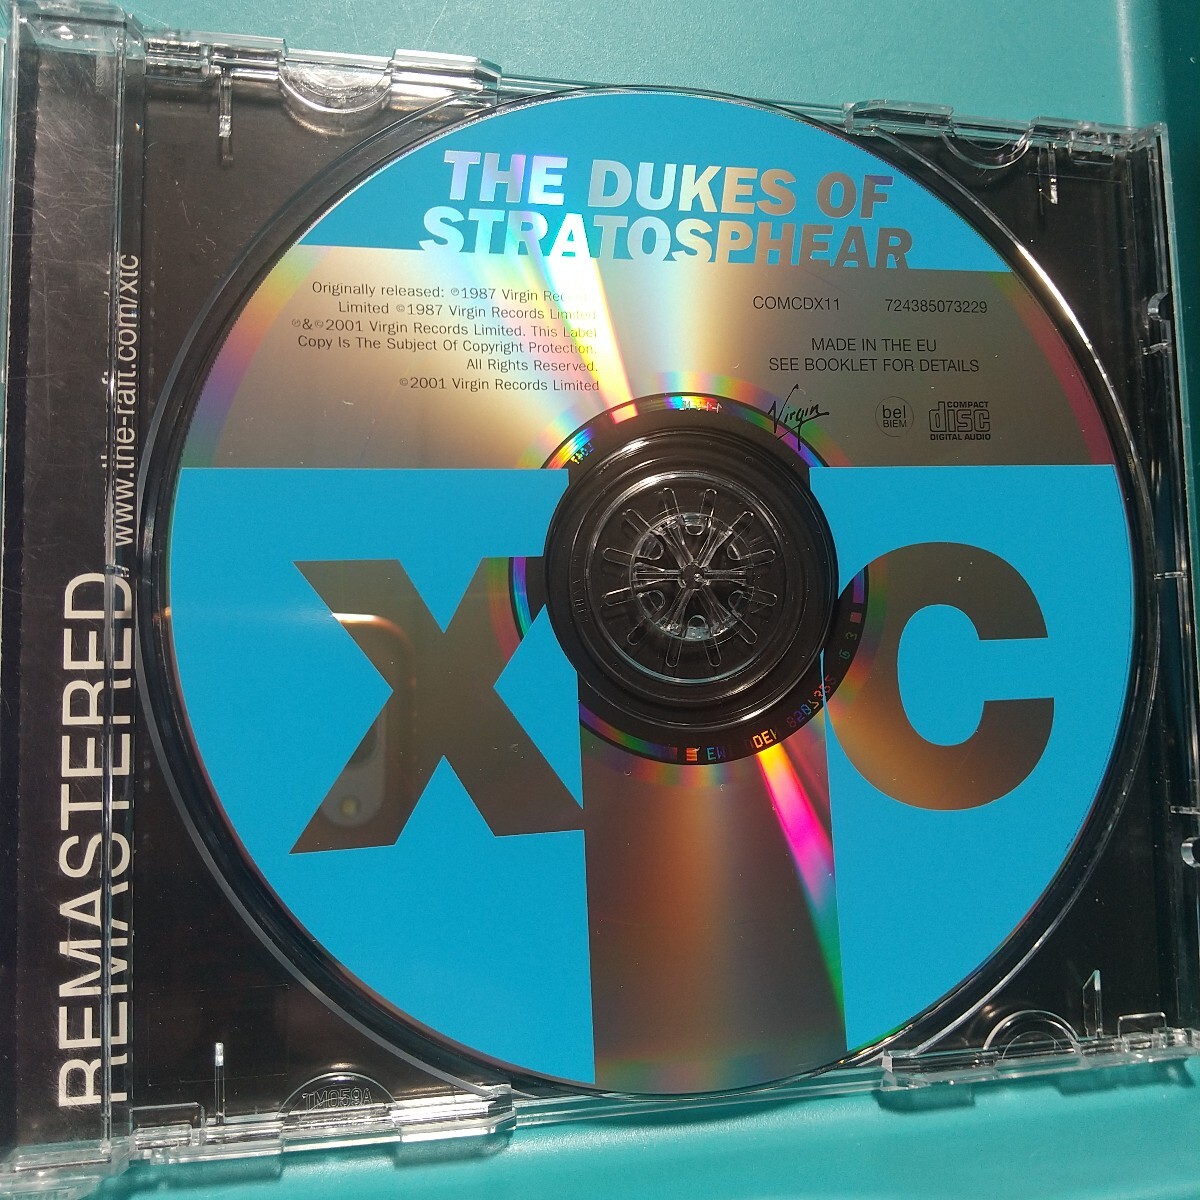 THE DUKES OF
STRATOSPHEAR
Originally released: ℗1987 Virgin Records
Limited ©1987 Virgin Records Limited
℗&©2001 Virgin Records Limited. This Label
Copy Is The Subject Of Copyright Protection.
All Rights Reserved.
©2001 Virgin Records Limited
COMCDX11 724385073229
MADE IN THE EU
SEE BOOKLET FOR DETAILS
Virgin
bel
BIEM
COMPACT
disc
DIGITAL AUDIO
XTC
REMASTERED
www.the-raft.com/xtc
TM059A